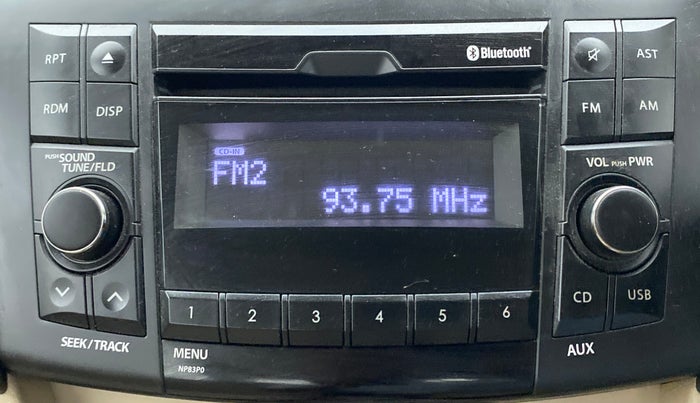 RPT
Bluetooth®
AST
RDM
DISP
FM
AM
CD-IN
FM2
93.75 MHz
PUSH SOUND
TUNE/FLD
VOL PUSH PWR
CD
USB
1 2 3 4 5 6
SEEK/TRACK
MENU
NP83P0
AUX